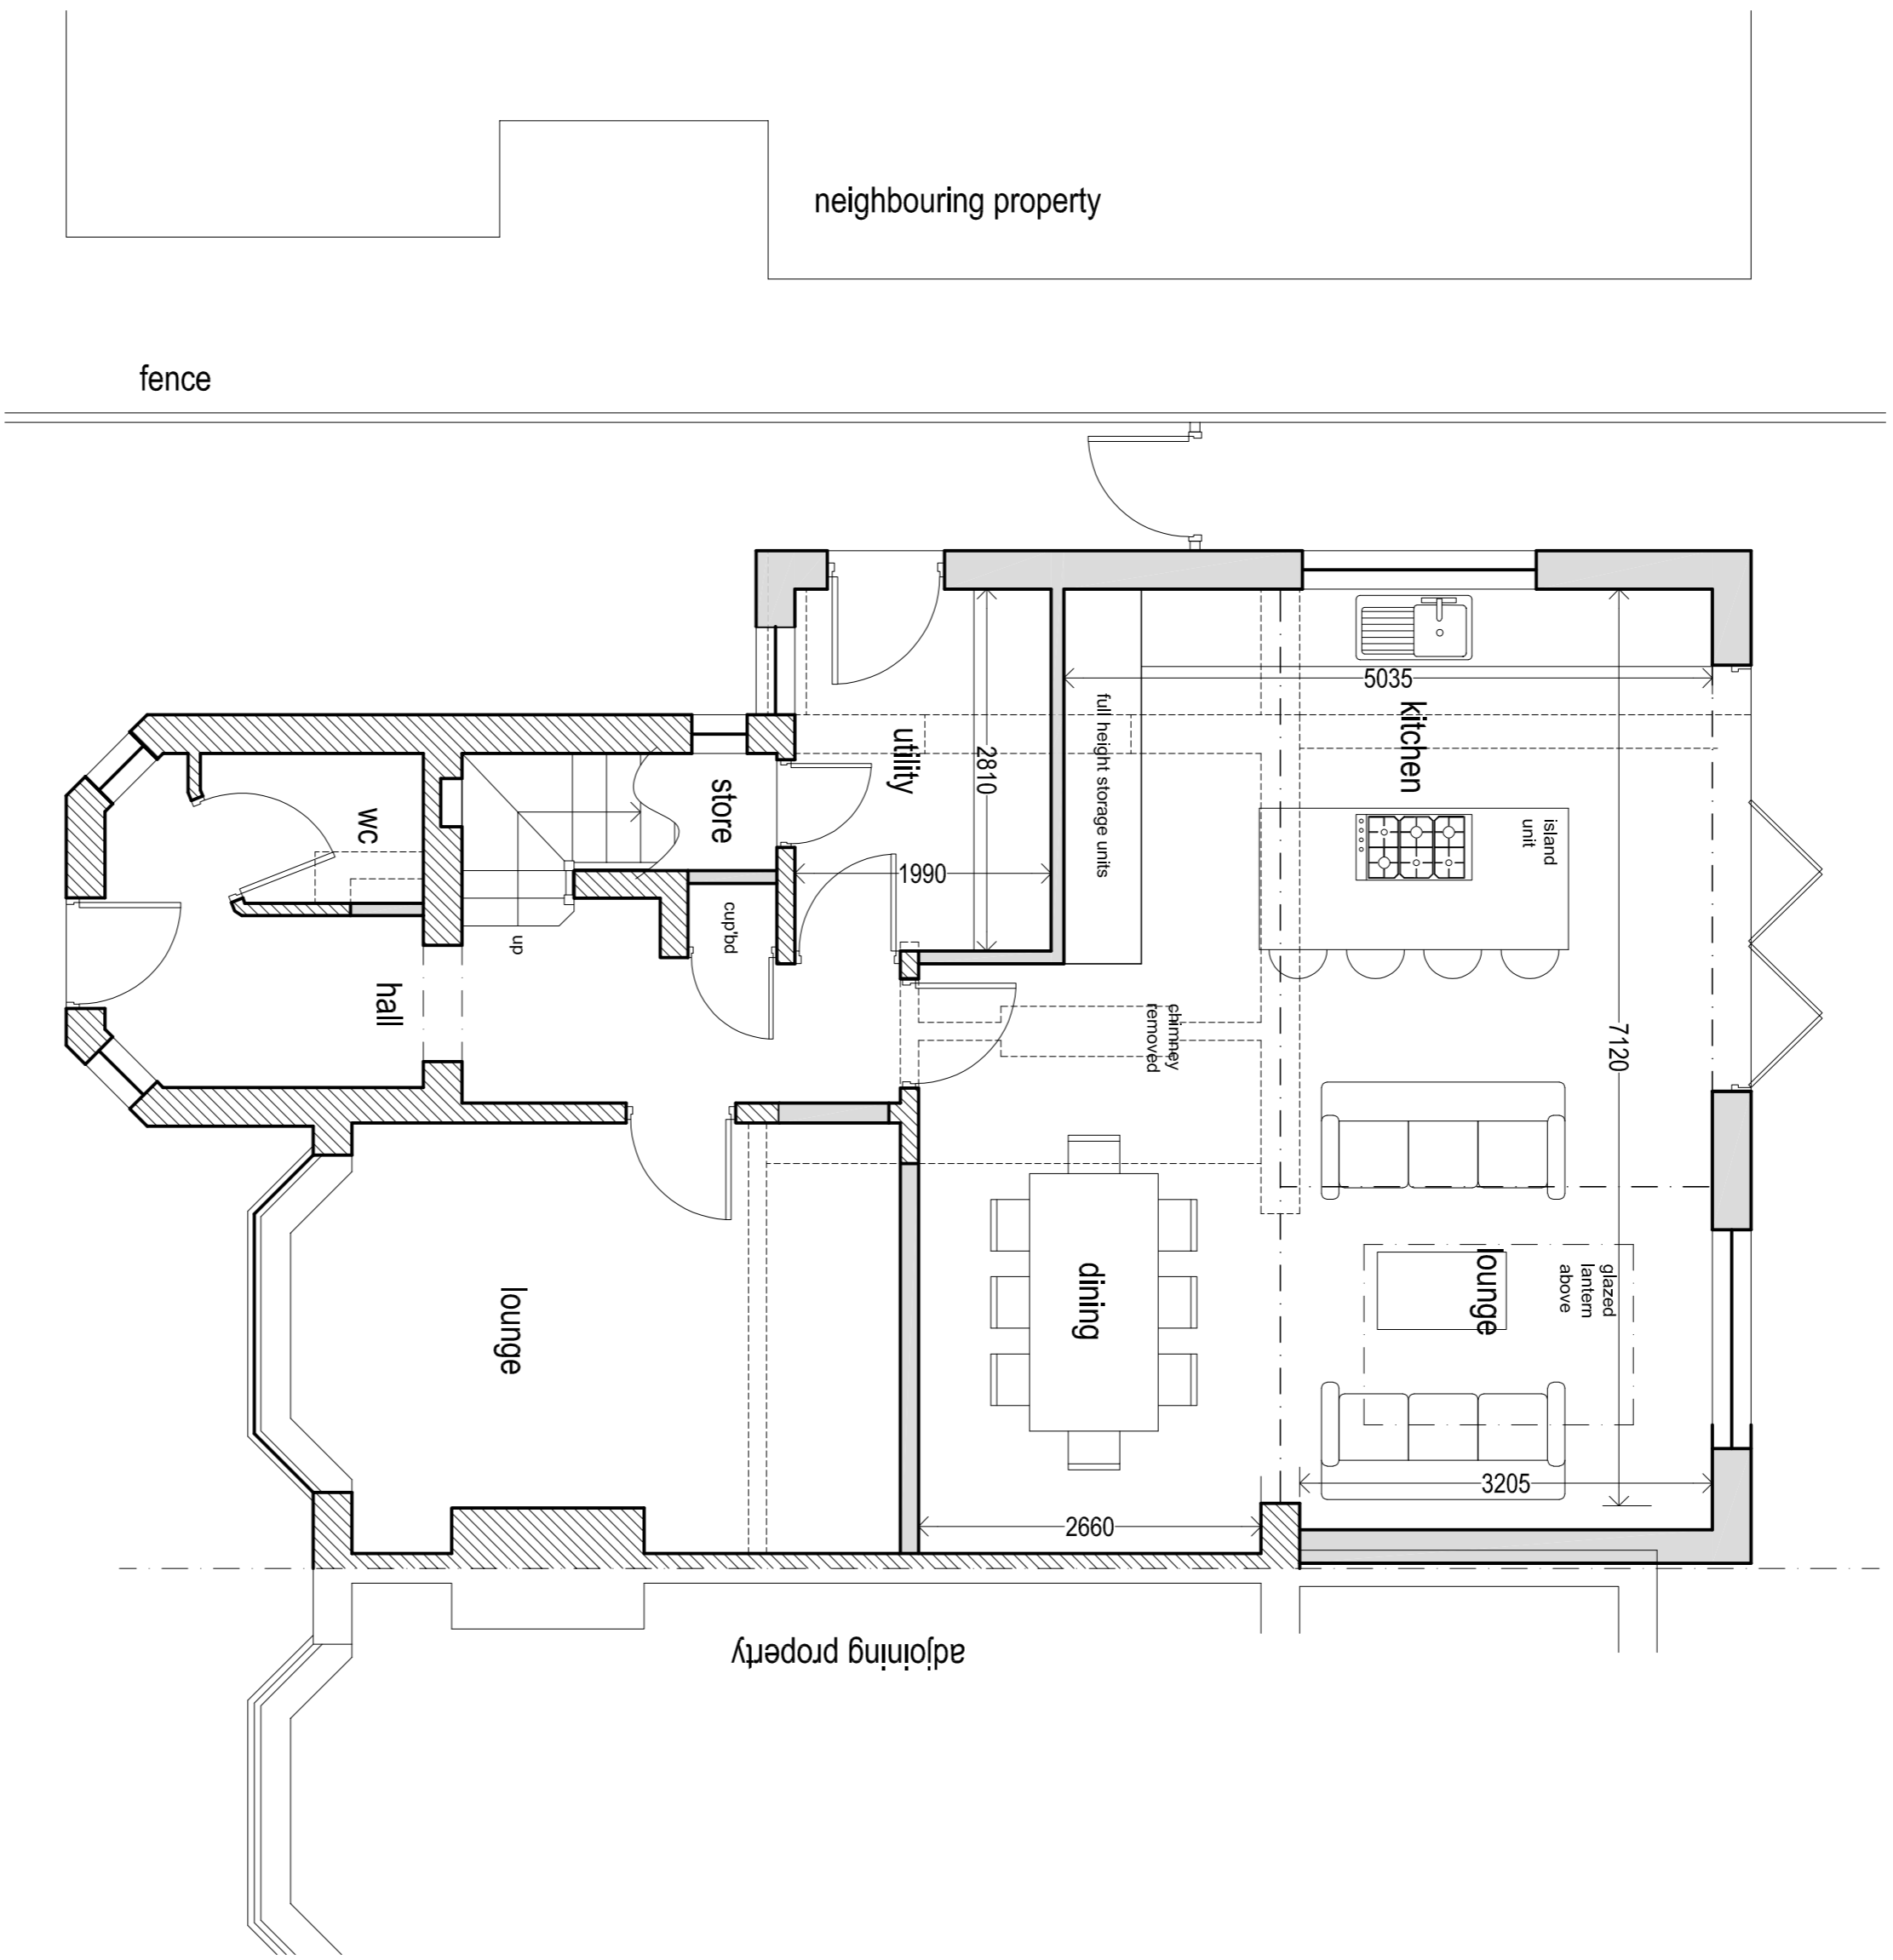 neighbouring property
fence
kitchen
5035
full height storage units
utility
2810
store
wc
island
unit
1990
cup'bd
up
hall
chimney
removed
7120
lounge
glazed
lantern
above
dining
lounge
3205
2660
adjoining property